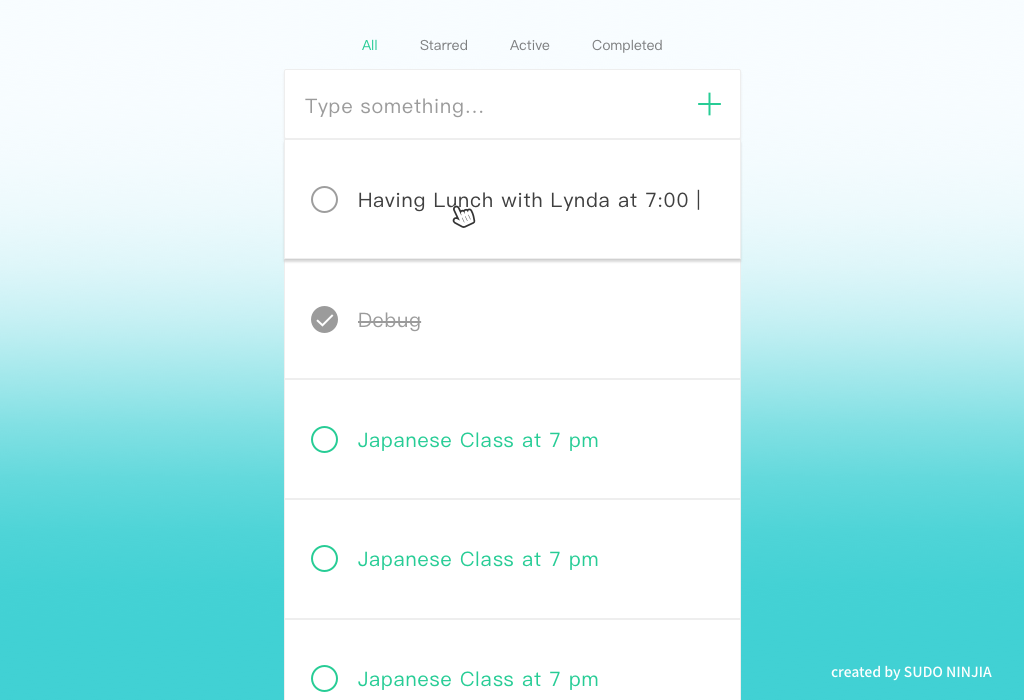 All Starred Active Completed
Type something...
Having Lunch with Lynda at 7:00
Debug
Japanese Class at 7 pm
Japanese Class at 7 pm
Japanese Class at 7 pm
created by SUDO NINJIA